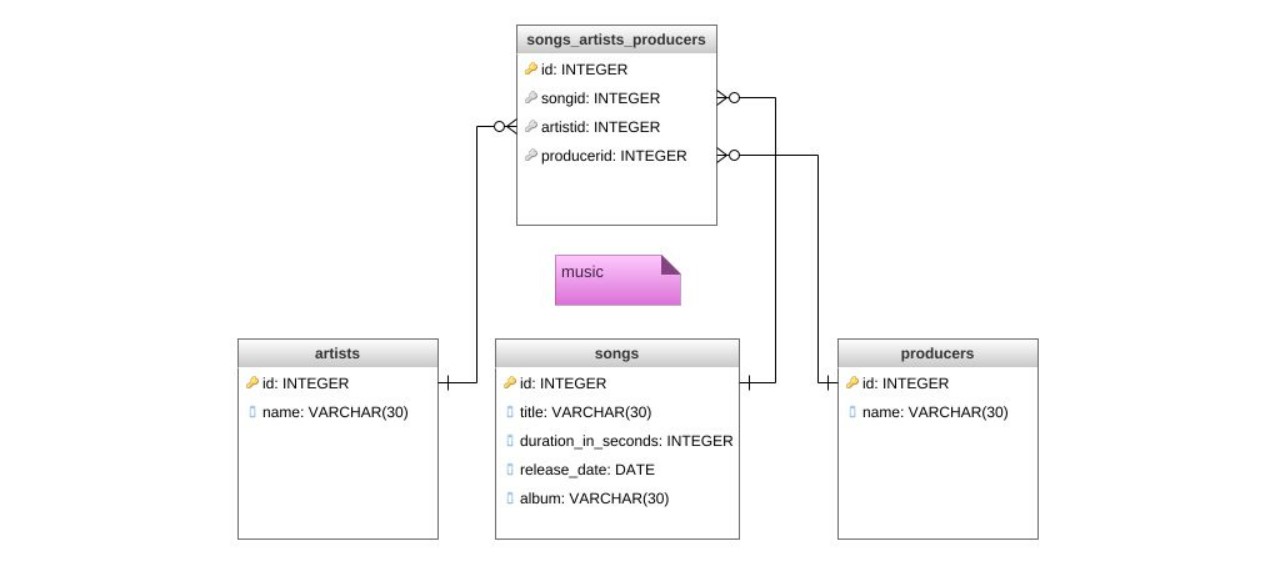 songs_artists_producers
id: INTEGER
songid: INTEGER
artistid: INTEGER
producerid: INTEGER
music
artists
id: INTEGER
name: VARCHAR(30)
songs
id: INTEGER
title: VARCHAR(30)
duration_in_seconds: INTEGER
release_date: DATE
album: VARCHAR(30)
producers
id: INTEGER
name: VARCHAR(30)